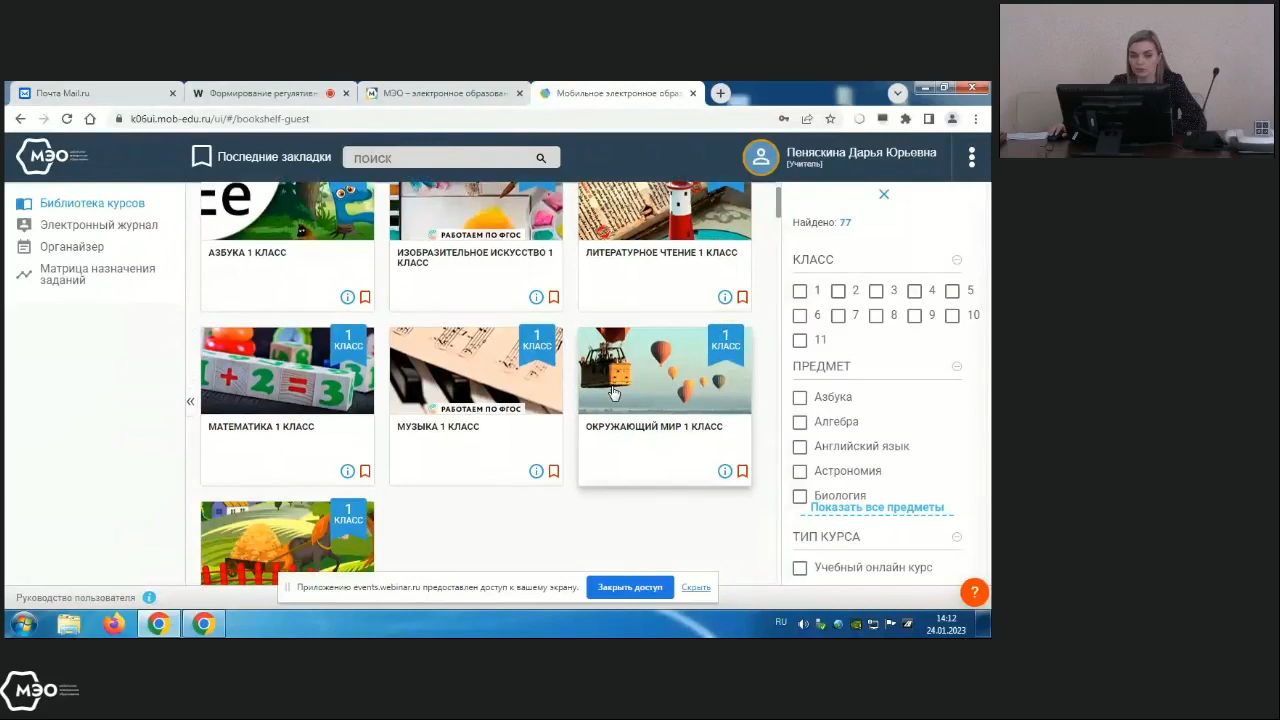 Почта Mail.ru
Формирование регулятивн
МЭО – электронное образован
Мобильное электронное обра
k06ui.mob-edu.ru/ui/#/bookshelf-guest
МЭО
Последние закладки
поиск
Пеняскина Дарья Юрьевна
[Учитель]
Библиотека курсов
Электронный журнал
Органайзер
Матрица назначения
заданий
«
Ее
РАБОТАЕМ ПО ФГОС
АЗБУКА 1 КЛАСС
ИЗОБРАЗИТЕЛЬНОЕ ИСКУССТВО 1
КЛАСС
ЛИТЕРАТУРНОЕ ЧТЕНИЕ 1 КЛАСС
1
КЛАСС
1
КЛАСС
1
КЛАСС
1 + 2 = 3
РАБОТАЕМ ПО ФГОС
МАТЕМАТИКА 1 КЛАСС
МУЗЫКА 1 КЛАСС
ОКРУЖАЮЩИЙ МИР 1 КЛАСС
1
КЛАСС
Найдено: 77
КЛАСС
1 2 3 4 5
6 7 8 9 10
11
ПРЕДМЕТ
Азбука
Алгебра
Английский язык
Астрономия
Биология
Показать все предметы
ТИП КУРСА
Учебный онлайн курс
Приложению events.webinar.ru предоставлен доступ к вашему экрану.
Закрыть доступ
Скрыть
Руководство пользователя
?
RU
14:12
24.01.2023
МЭО